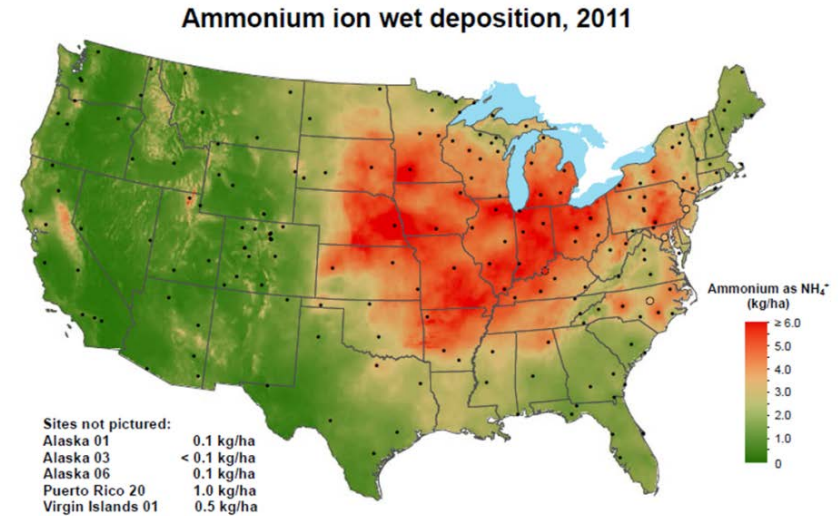 Ammonium ion wet deposition, 2011
Ammonium as NH₄⁻
(kg/ha)
≥ 6.0
5.0
4.0
3.0
2.0
1.0
0
Sites not pictured:
Alaska 01 0.1 kg/ha
Alaska 03 < 0.1 kg/ha
Alaska 06 0.1 kg/ha
Puerto Rico 20 1.0 kg/ha
Virgin Islands 01 0.5 kg/ha